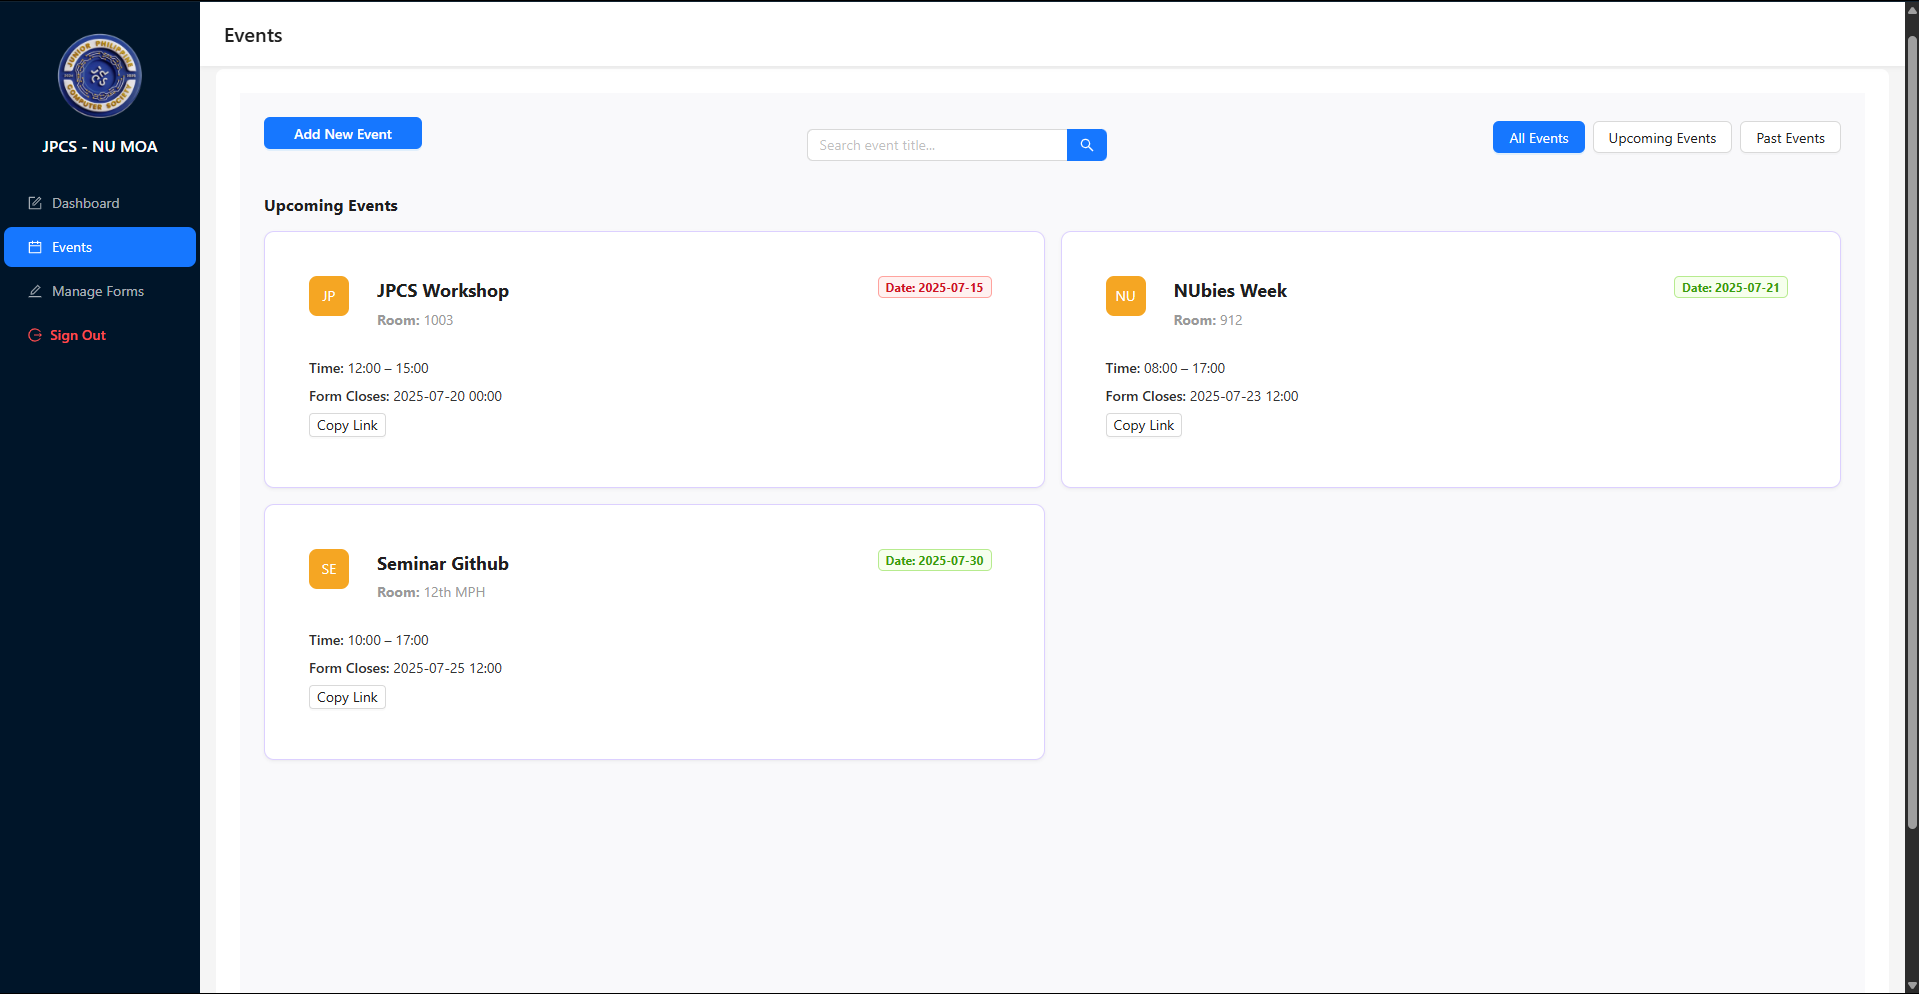 JUNIOR PHILIPPINE
COMPUTER SOCIETY
JPCS - NU MOA
Dashboard
Events
Manage Forms
Sign Out
Events
Add New Event
Search event title...
All Events
Upcoming Events
Past Events
Upcoming Events
JP
JPCS Workshop
Date: 2025-07-15
Room: 1003
Time: 12:00 – 15:00
Form Closes: 2025-07-20 00:00
Copy Link
NU
NUbies Week
Date: 2025-07-21
Room: 912
Time: 08:00 – 17:00
Form Closes: 2025-07-23 12:00
Copy Link
SE
Seminar Github
Date: 2025-07-30
Room: 12th MPH
Time: 10:00 – 17:00
Form Closes: 2025-07-25 12:00
Copy Link